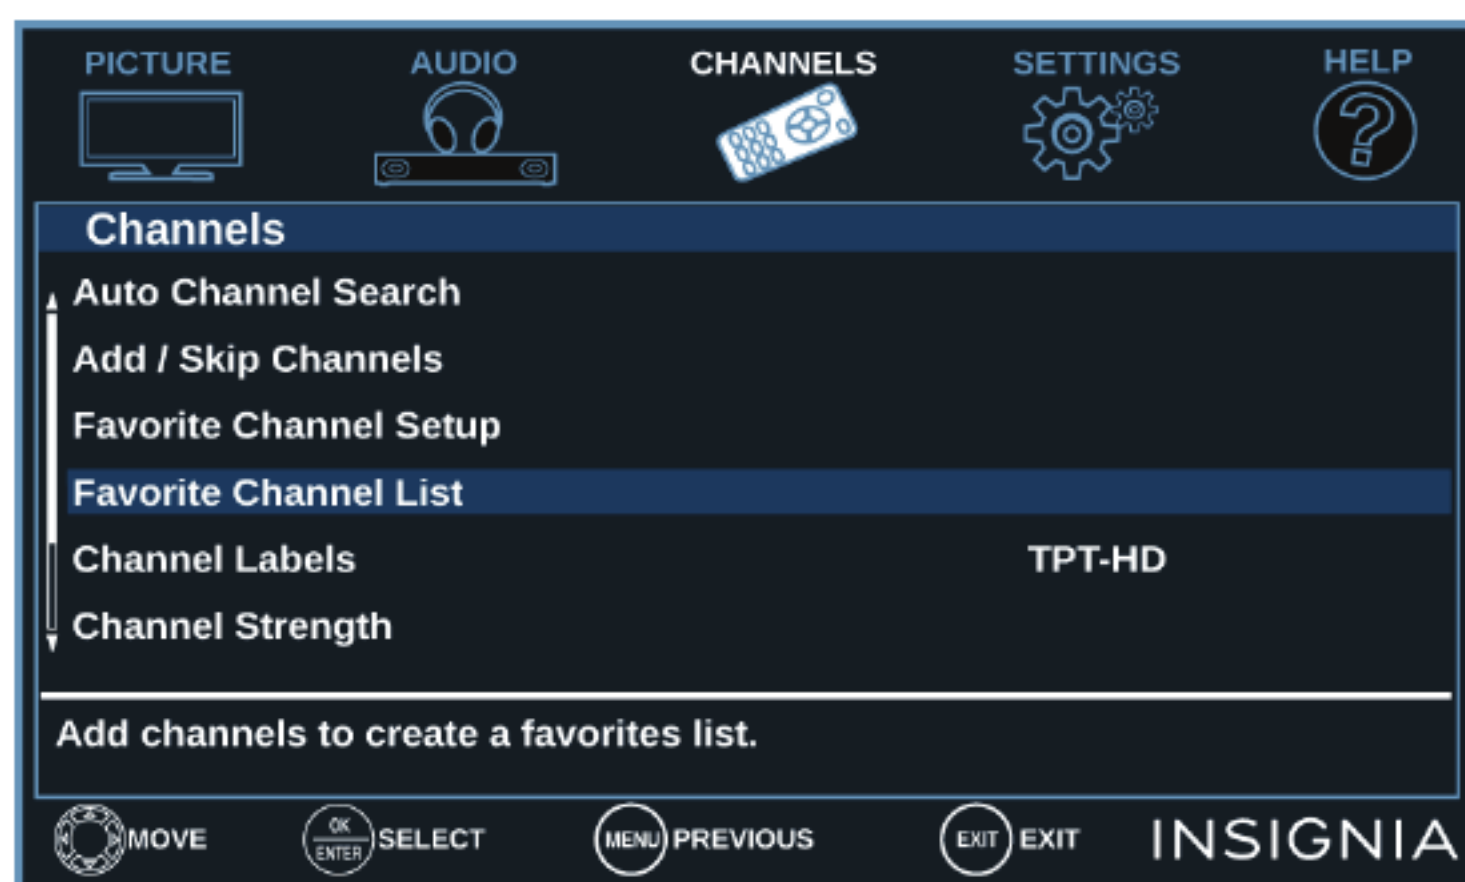 PICTURE AUDIO CHANNELS SETTINGS HELP
?
Channels
Auto Channel Search
Add / Skip Channels
Favorite Channel Setup
Favorite Channel List
Channel Labels TPT-HD
Channel Strength
Add channels to create a favorites list.
MOVE OK ENTER SELECT MENU PREVIOUS EXIT EXIT INSIGNIA